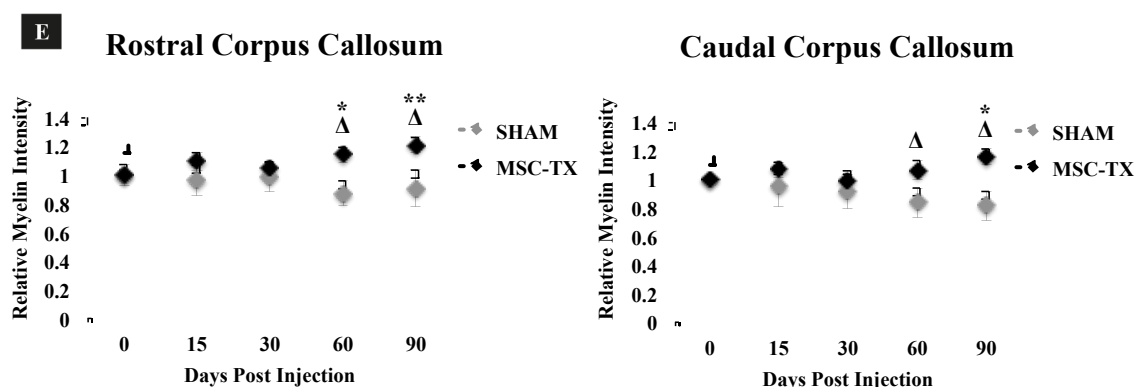 E
Rostral Corpus Callosum
Relative Myelin Intensity
1.4
1.2
1
0.8
0.6
0.4
0.2
0
* **
Δ Δ
SHAM
MSC-TX
0 15 30 60 90
Days Post Injection
Caudal Corpus Callosum
Relative Myelin Intensity
1.4
1.2
1
0.8
0.6
0.4
0.2
0
*
Δ Δ
SHAM
MSC-TX
0 15 30 60 90
Days Post Injection